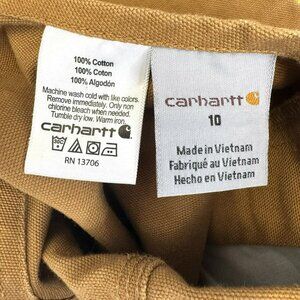 100% Cotton
100% Coton
100% Algodón
Machine wash cold with like colors.
Remove immediately. Only non
chlorine bleach when needed.
Tumble dry low. Warm iron.
carhartt
RN 13706
carhartt
10
Made in Vietnam
Fabriqué au Vietnam
Hecho en Vietnam